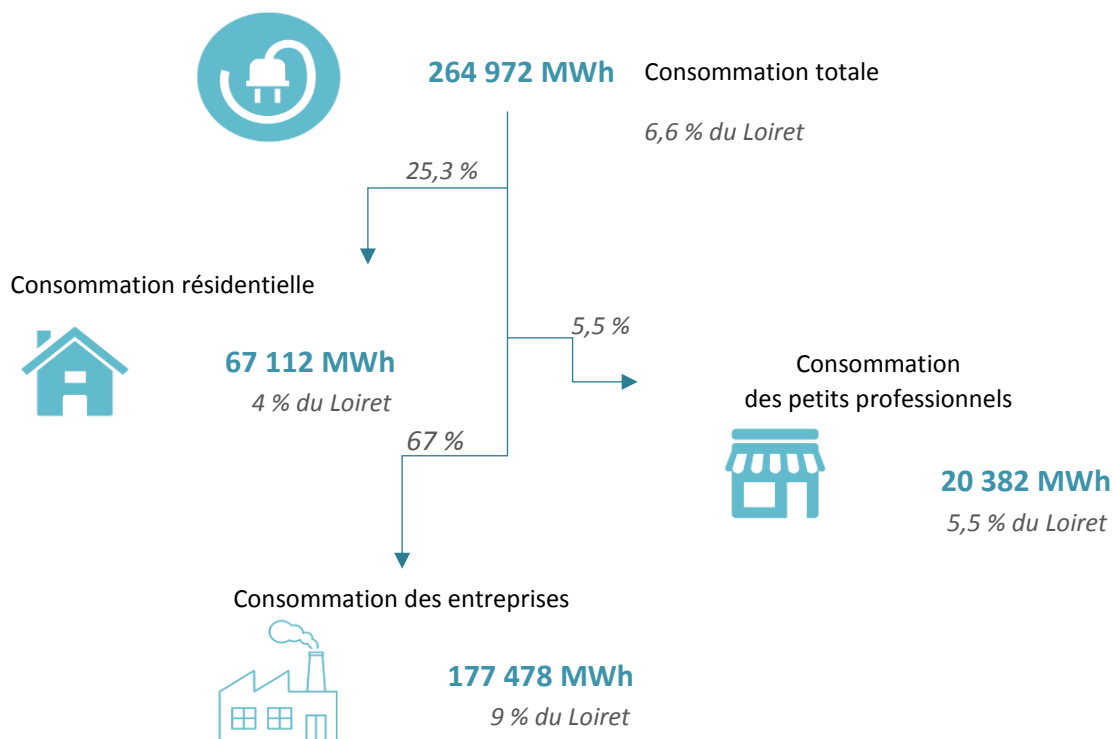 264 972 MWh Consommation totale
6,6 % du Loiret
25,3 %
Consommation résidentielle
67 112 MWh
4 % du Loiret
5,5 %
Consommation
des petits professionnels
20 382 MWh
5,5 % du Loiret
67 %
Consommation des entreprises
177 478 MWh
9 % du Loiret